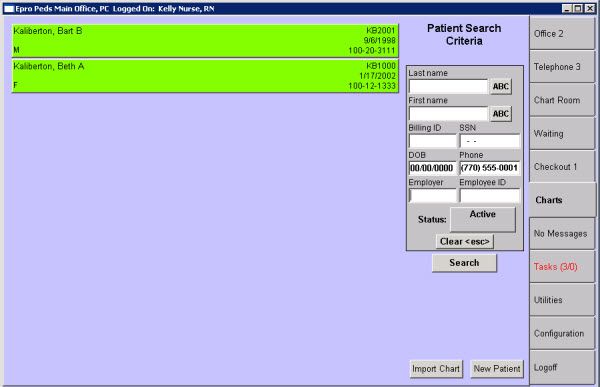 Epro Peds Main Office, PC Logged On: Kelly Nurse, RN
Kaliberton, Bart B KB2001
9/6/1998
M 100-20-3111
Kaliberton, Beth A KB1000
1/17/2002
F 100-12-1333
Patient Search
Criteria
Last name
ABC
First name
ABC
Billing ID SSN
- -
DOB Phone
00/00/0000 (770) 555-0001
Employer Employee ID
Status: Active
Clear <esc>
Search
Import Chart New Patient
Office 2
Telephone 3
Chart Room
Waiting
Checkout 1
Charts
No Messages
Tasks (3/0)
Utilities
Configuration
Logoff